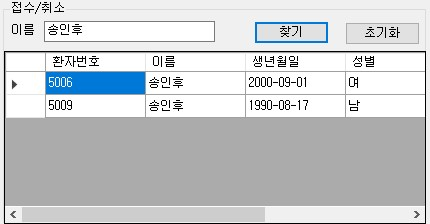 접수/취소
이름 송인후 찾기 초기화
환자번호 이름 생년월일 성별
5006 송인후 2000-09-01 여
5009 송인후 1990-08-17 남